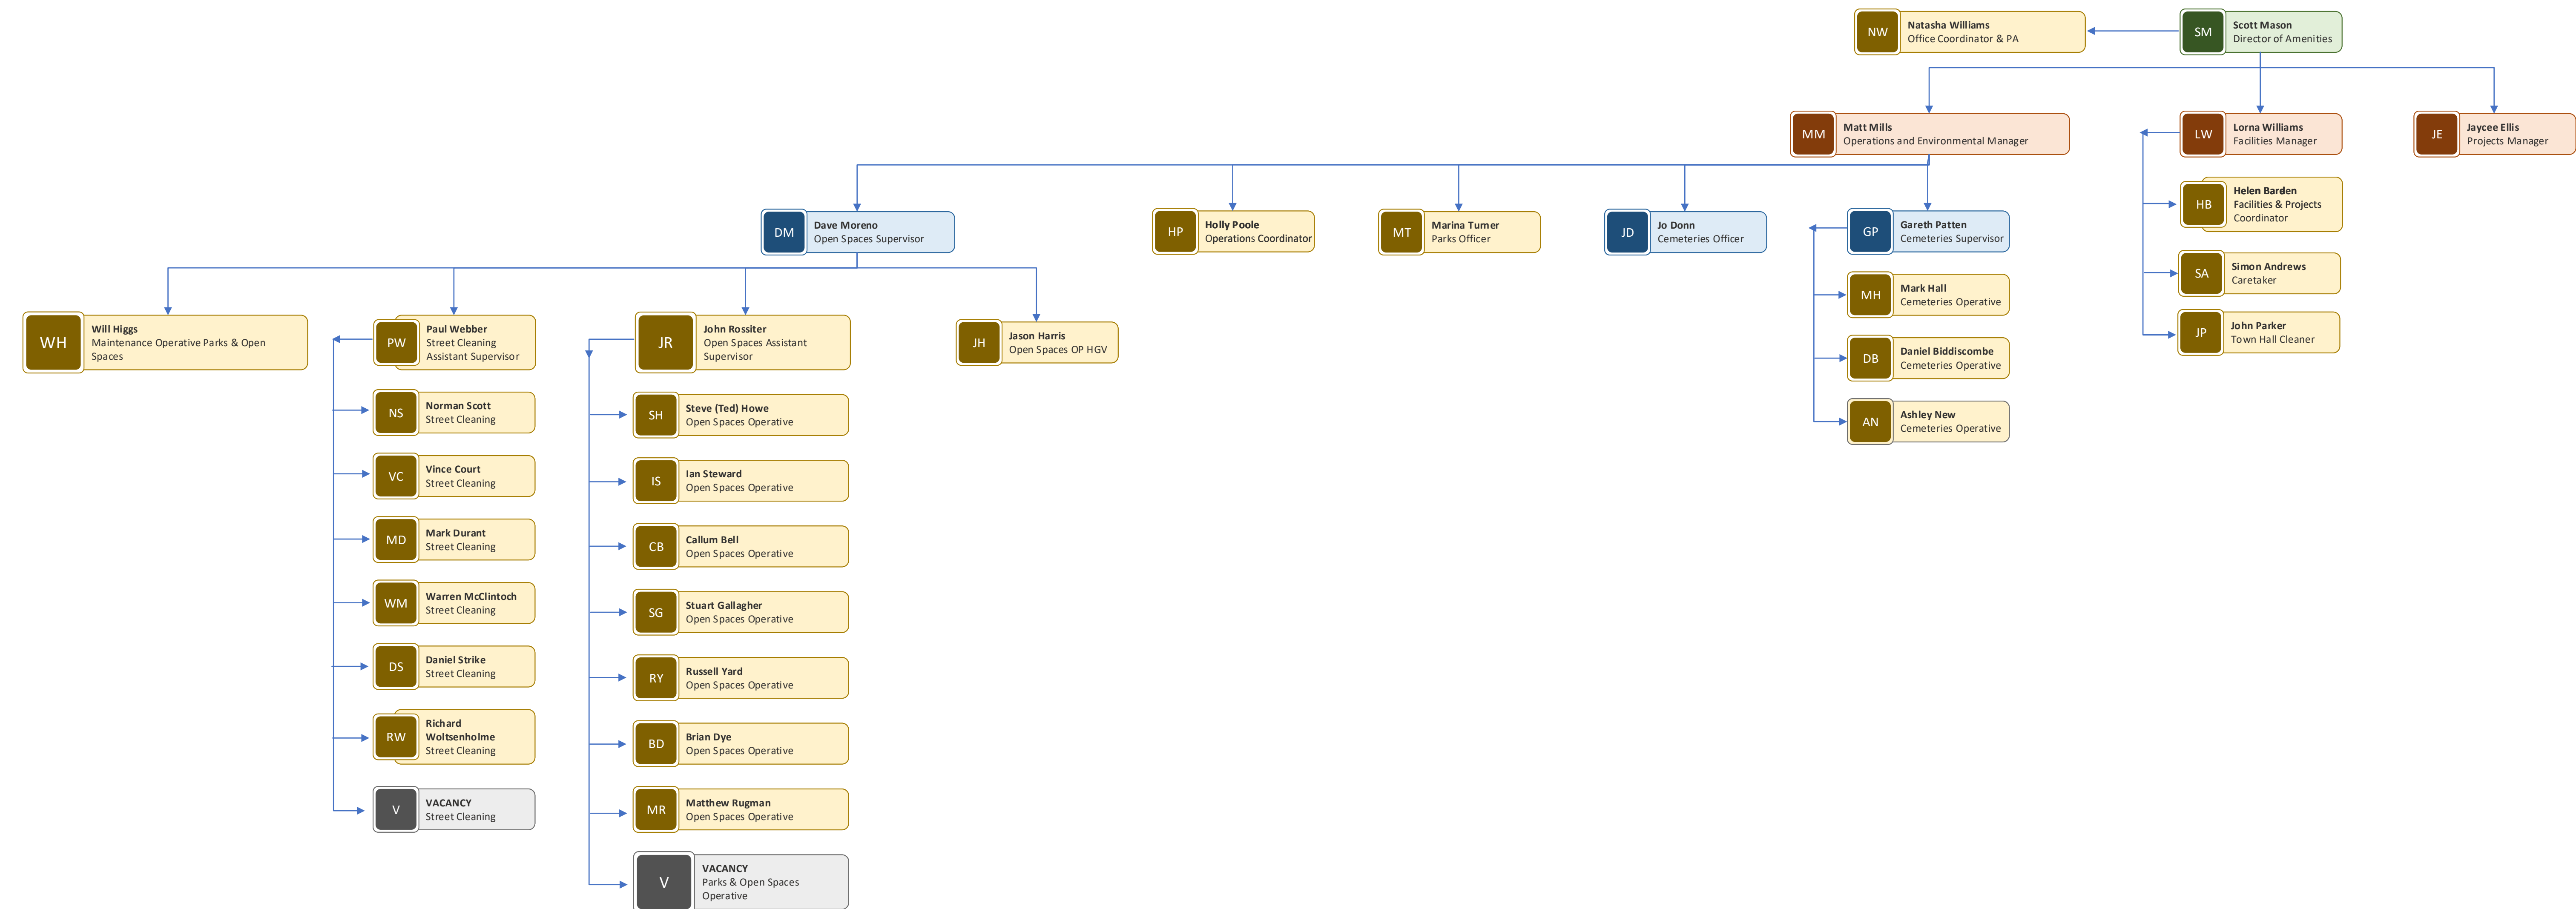 NW
Natasha Williams
Office Coordinator & PA
SM
Scott Mason
Director of Amenities
MM
Matt Mills
Operations and Environmental Manager
LW
Lorna Williams
Facilities Manager
JE
Jaycee Ellis
Projects Manager
HB
Helen Barden
Facilities & Projects
Coordinator
SA
Simon Andrews
Caretaker
JP
John Parker
Town Hall Cleaner
DM
Dave Moreno
Open Spaces Supervisor
HP
Holly Poole
Operations Coordinator
MT
Marina Turner
Parks Officer
JD
Jo Donn
Cemeteries Officer
GP
Gareth Patten
Cemeteries Supervisor
MH
Mark Hall
Cemeteries Operative
DB
Daniel Biddiscombe
Cemeteries Operative
AN
Ashley New
Cemeteries Operative
WH
Will Higgs
Maintenance Operative Parks & Open
Spaces
PW
Paul Webber
Street Cleaning
Assistant Supervisor
JR
John Rossiter
Open Spaces Assistant
Supervisor
JH
Jason Harris
Open Spaces OP HGV
NS
Norman Scott
Street Cleaning
VC
Vince Court
Street Cleaning
MD
Mark Durant
Street Cleaning
WM
Warren McClintoch
Street Cleaning
DS
Daniel Strike
Street Cleaning
RW
Richard
Woltsenholme
Street Cleaning
V
VACANCY
Street Cleaning
SH
Steve (Ted) Howe
Open Spaces Operative
IS
Ian Steward
Open Spaces Operative
CB
Callum Bell
Open Spaces Operative
SG
Stuart Gallagher
Open Spaces Operative
RY
Russell Yard
Open Spaces Operative
BD
Brian Dye
Open Spaces Operative
MR
Matthew Rugman
Open Spaces Operative
V
VACANCY
Parks & Open Spaces
Operative